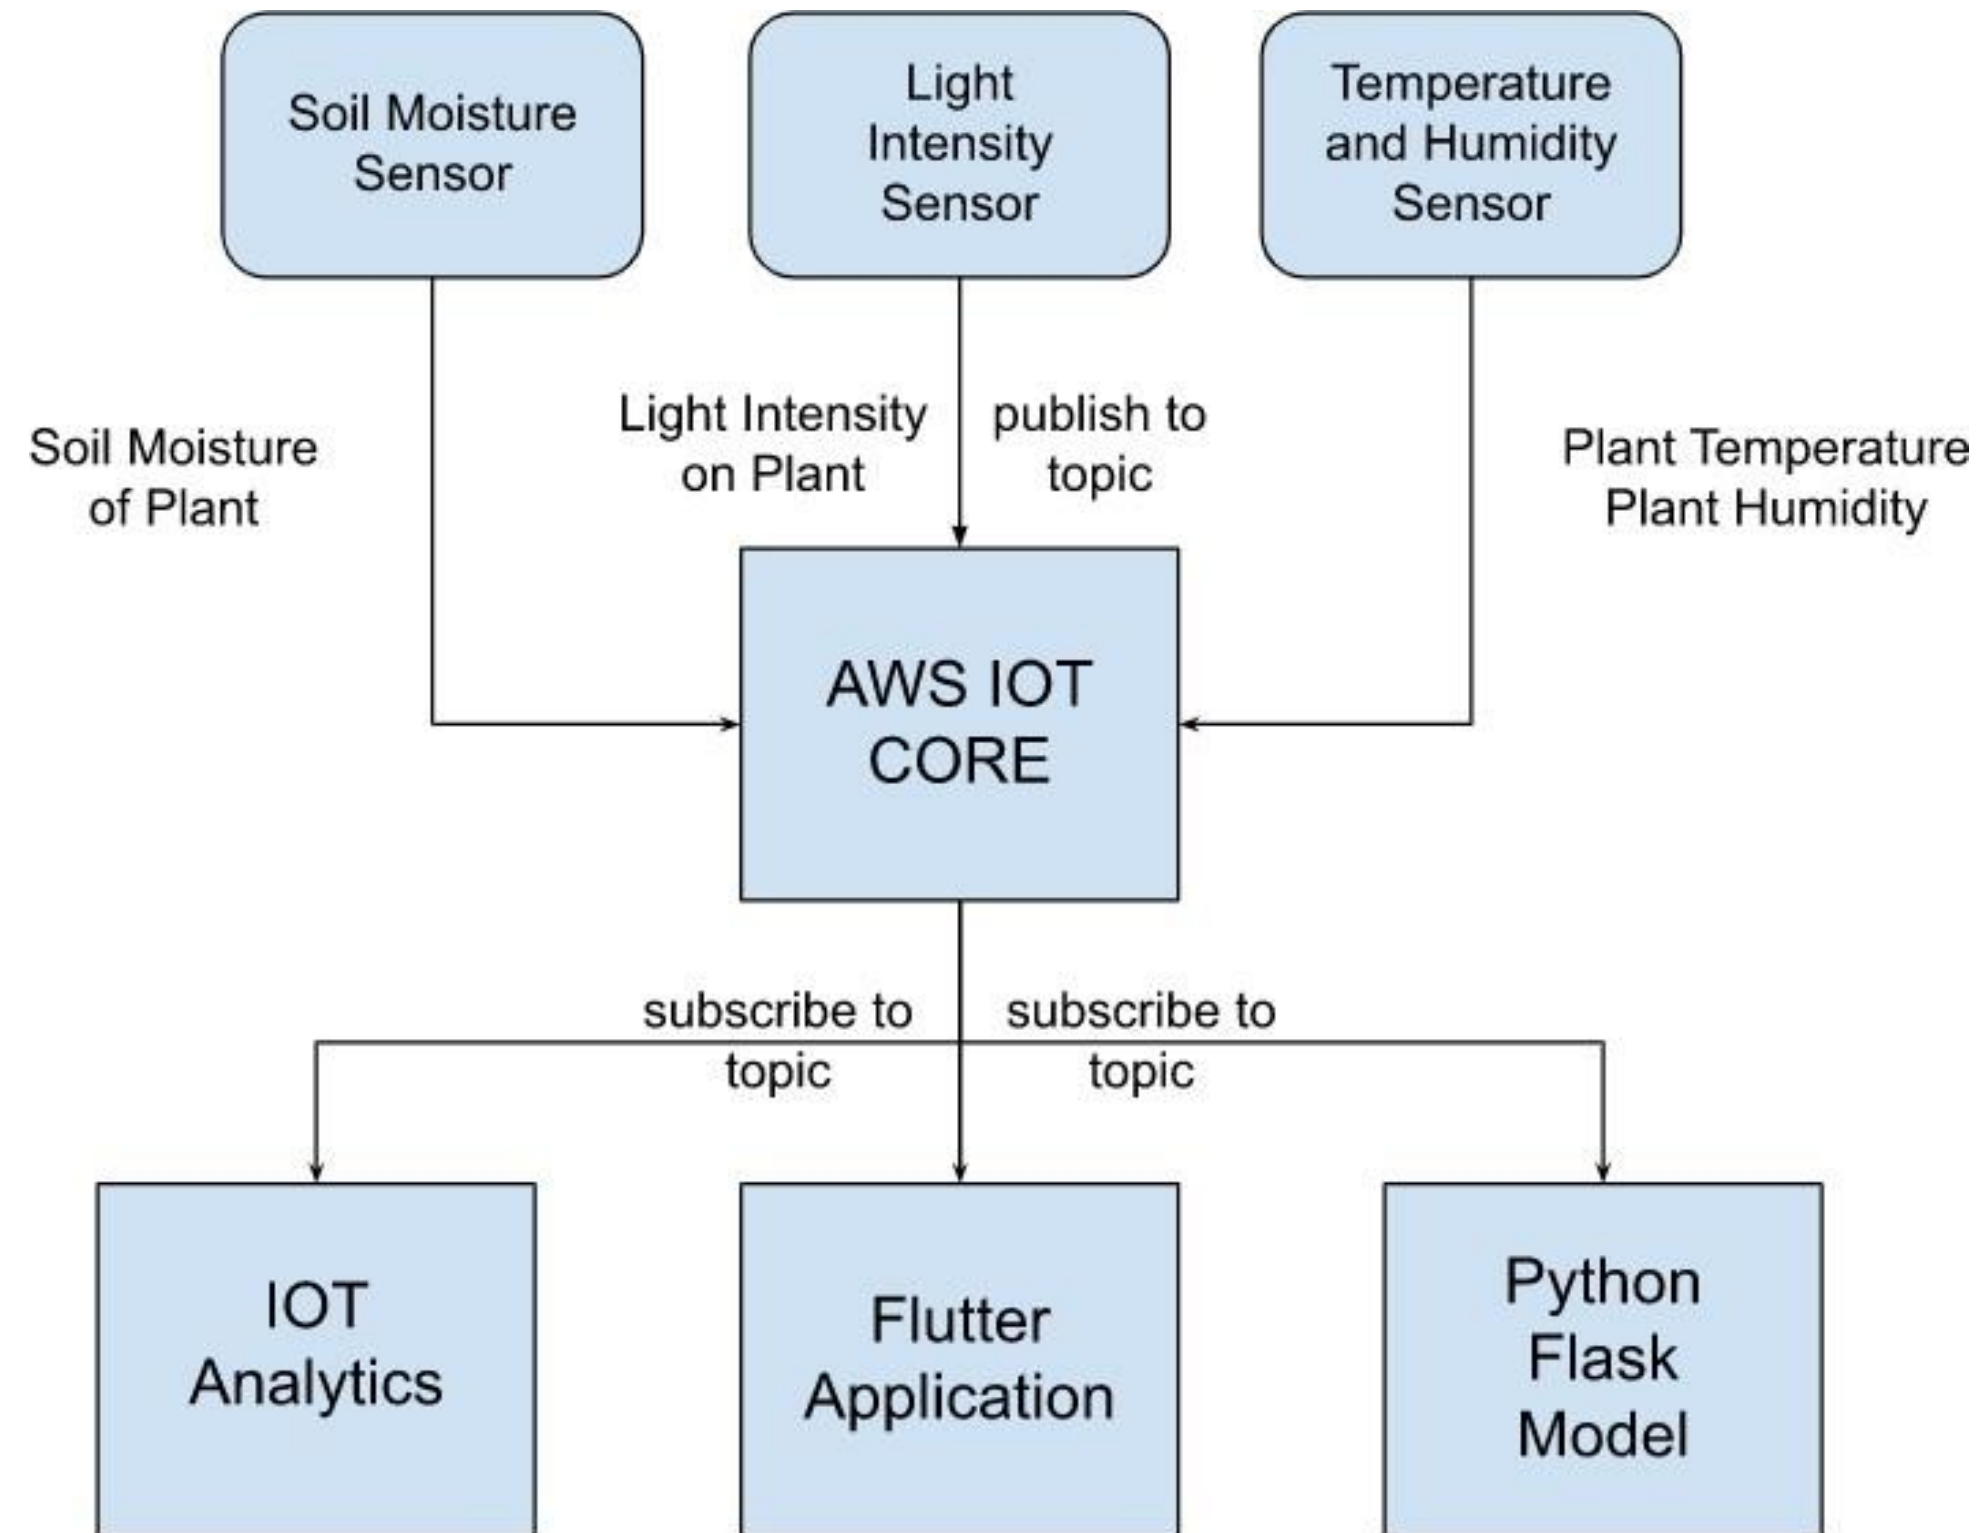 Soil Moisture
Sensor
Light
Intensity
Sensor
Temperature
and Humidity
Sensor
Soil Moisture
of Plant
Light Intensity
on Plant
publish to
topic
Plant Temperature
Plant Humidity
AWS IOT
CORE
subscribe to
topic
subscribe to
topic
IOT
Analytics
Flutter
Application
Python
Flask
Model